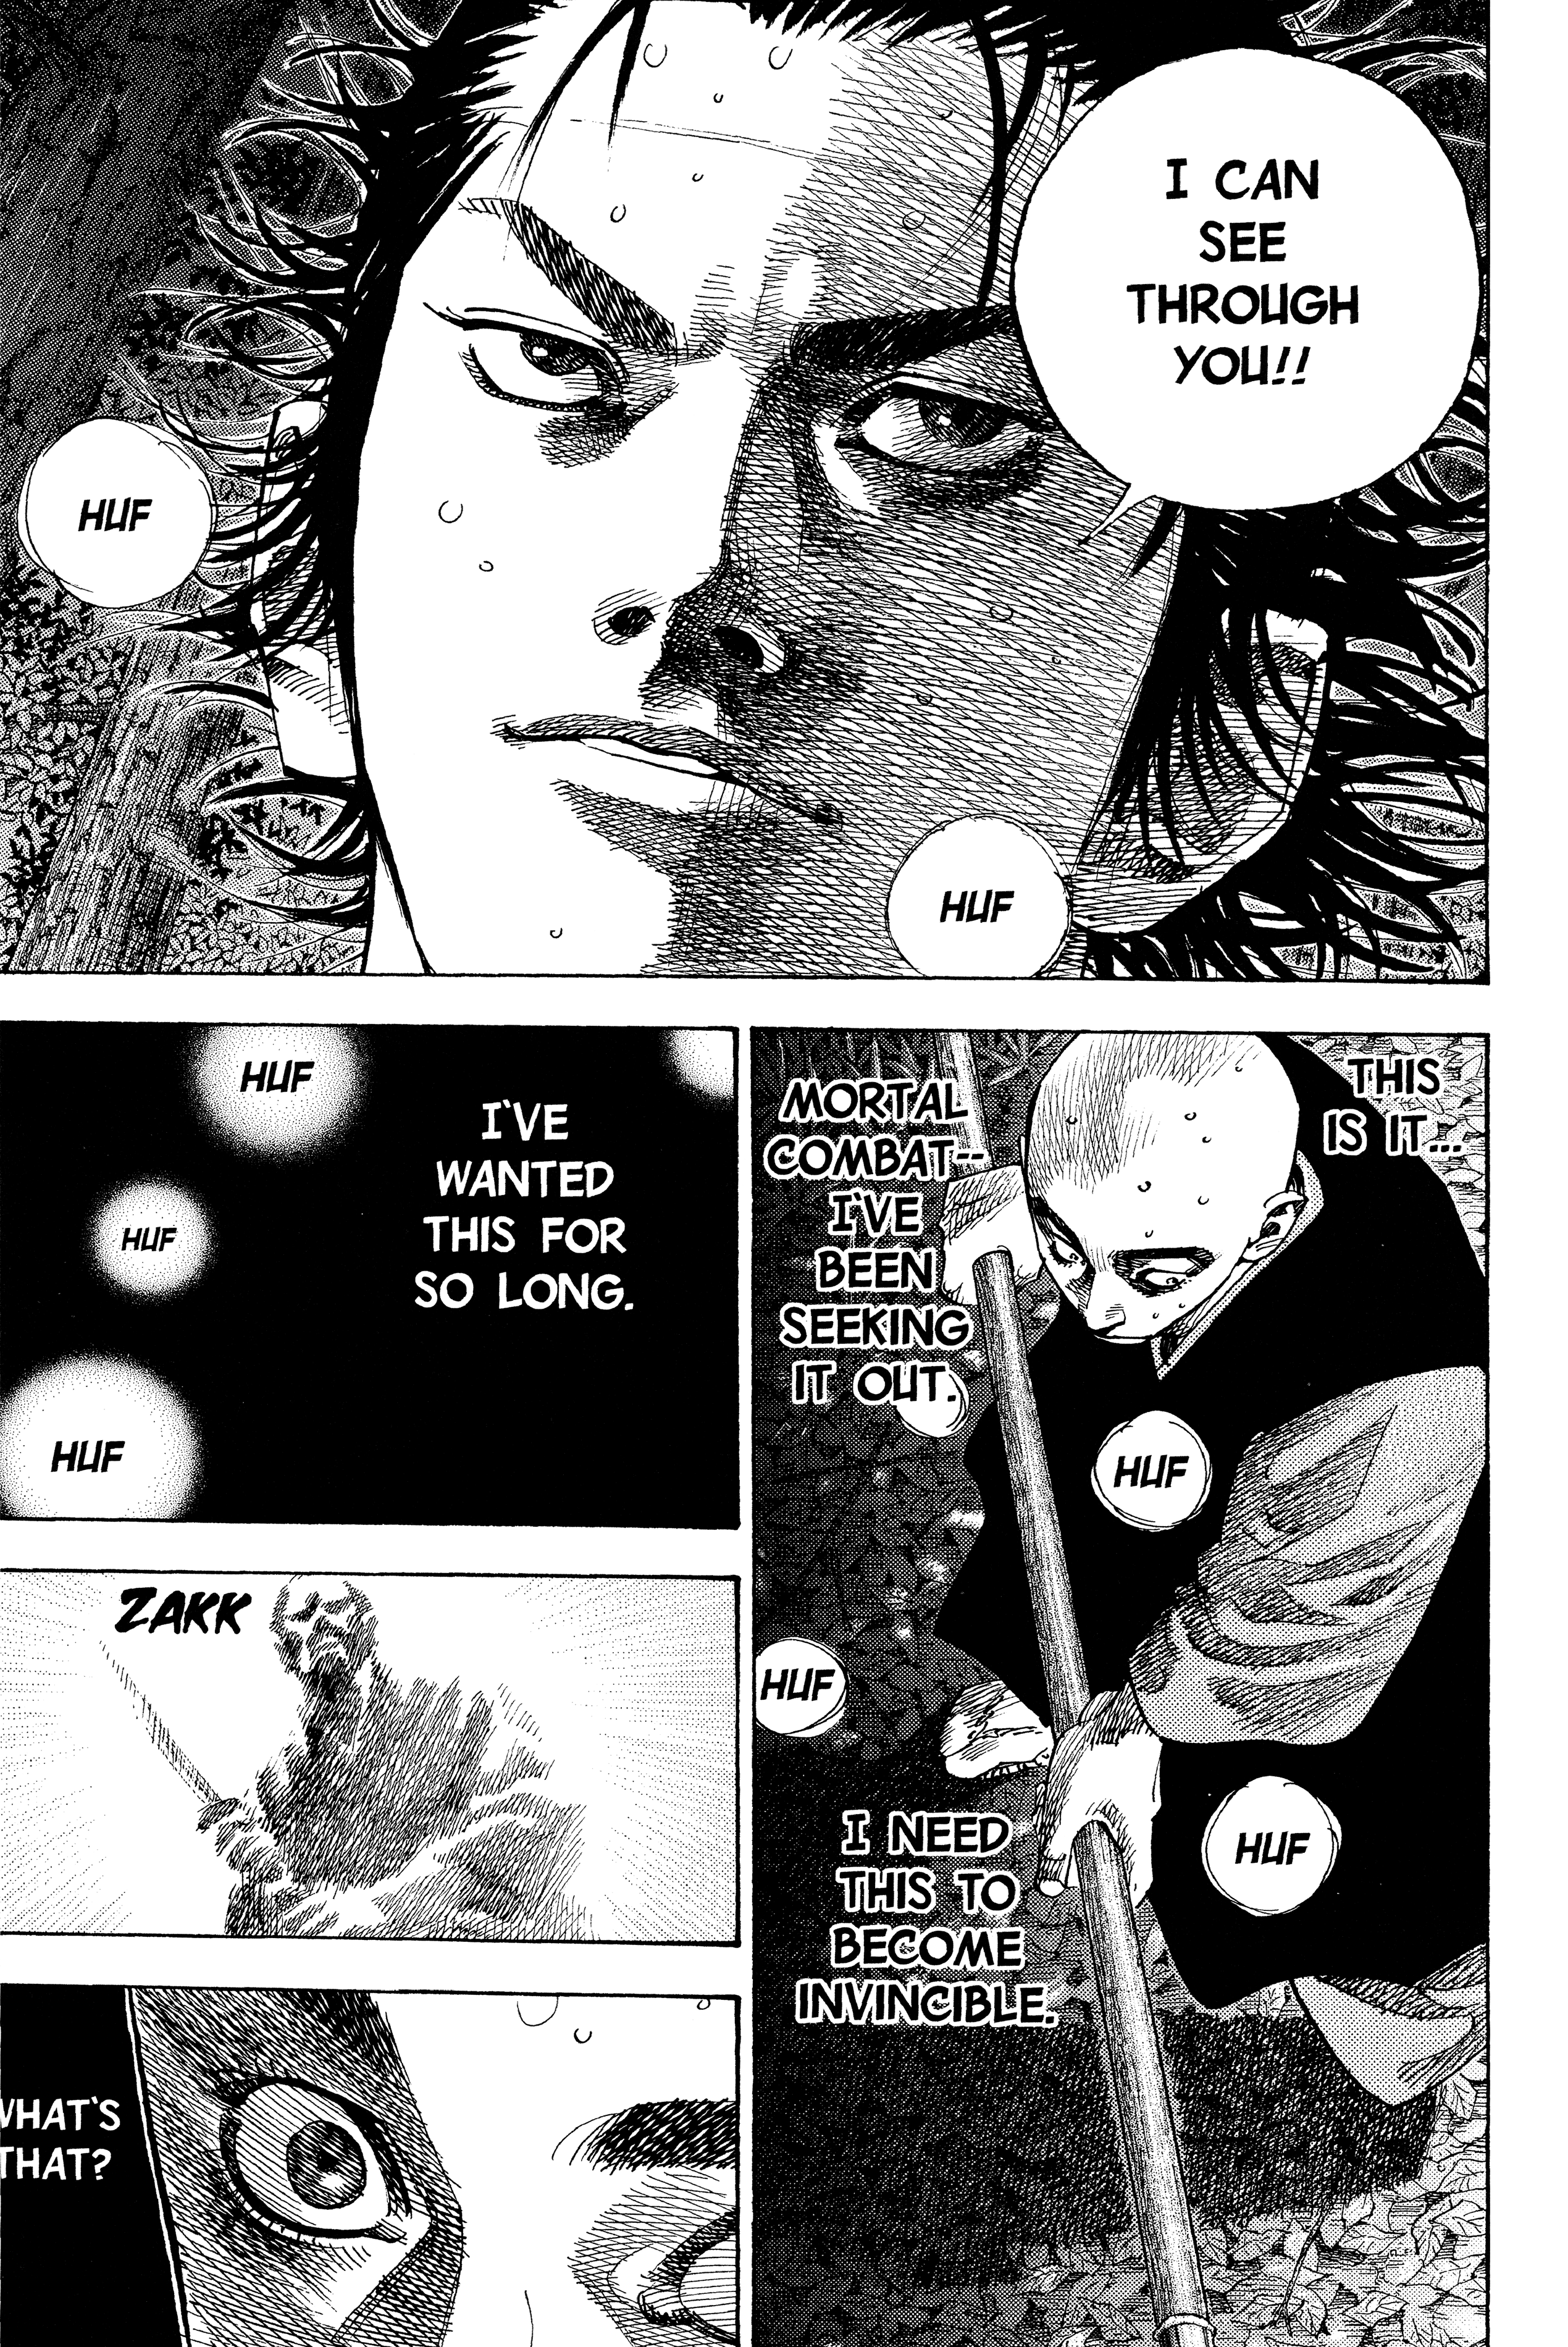 I CAN
SEE
THROUGH
YOU!!
HUF
HUF
THIS
IS IT...
MORTAL
COMBAT--
I'VE
BEEN
SEEKING
IT OUT.
HUF
HUF
HUF
I NEED
THIS TO
BECOME
INVINCIBLE.
HUF
I'VE
WANTED
THIS FOR
SO LONG.
HUF
HUF
ZAKK
WHAT'S
THAT?